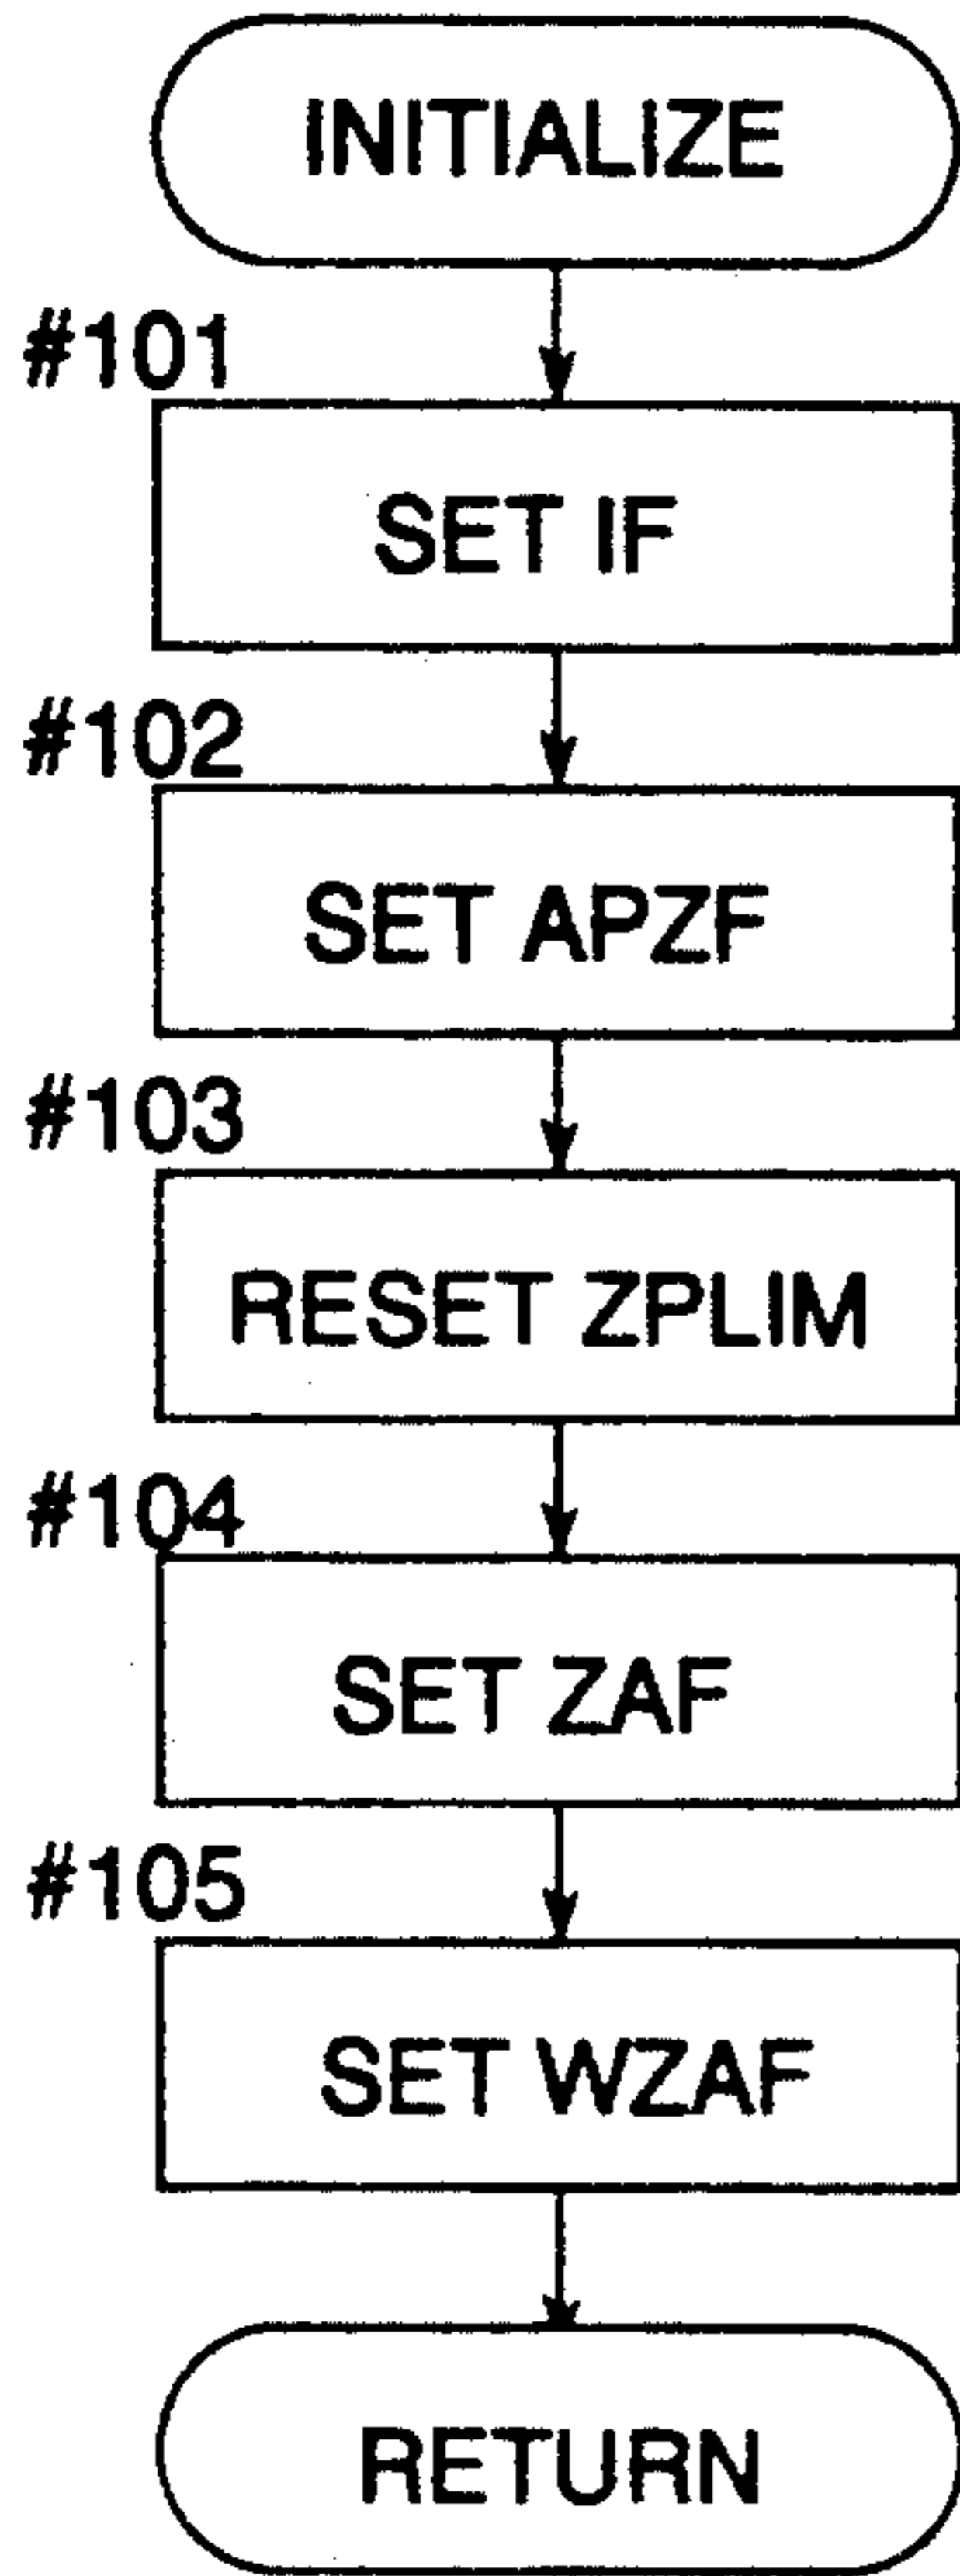 INITIALIZE
#101
SET IF
#102
SET APZF
#103
RESET ZPLIM
#104
SET ZAF
#105
SET WZAF
RETURN